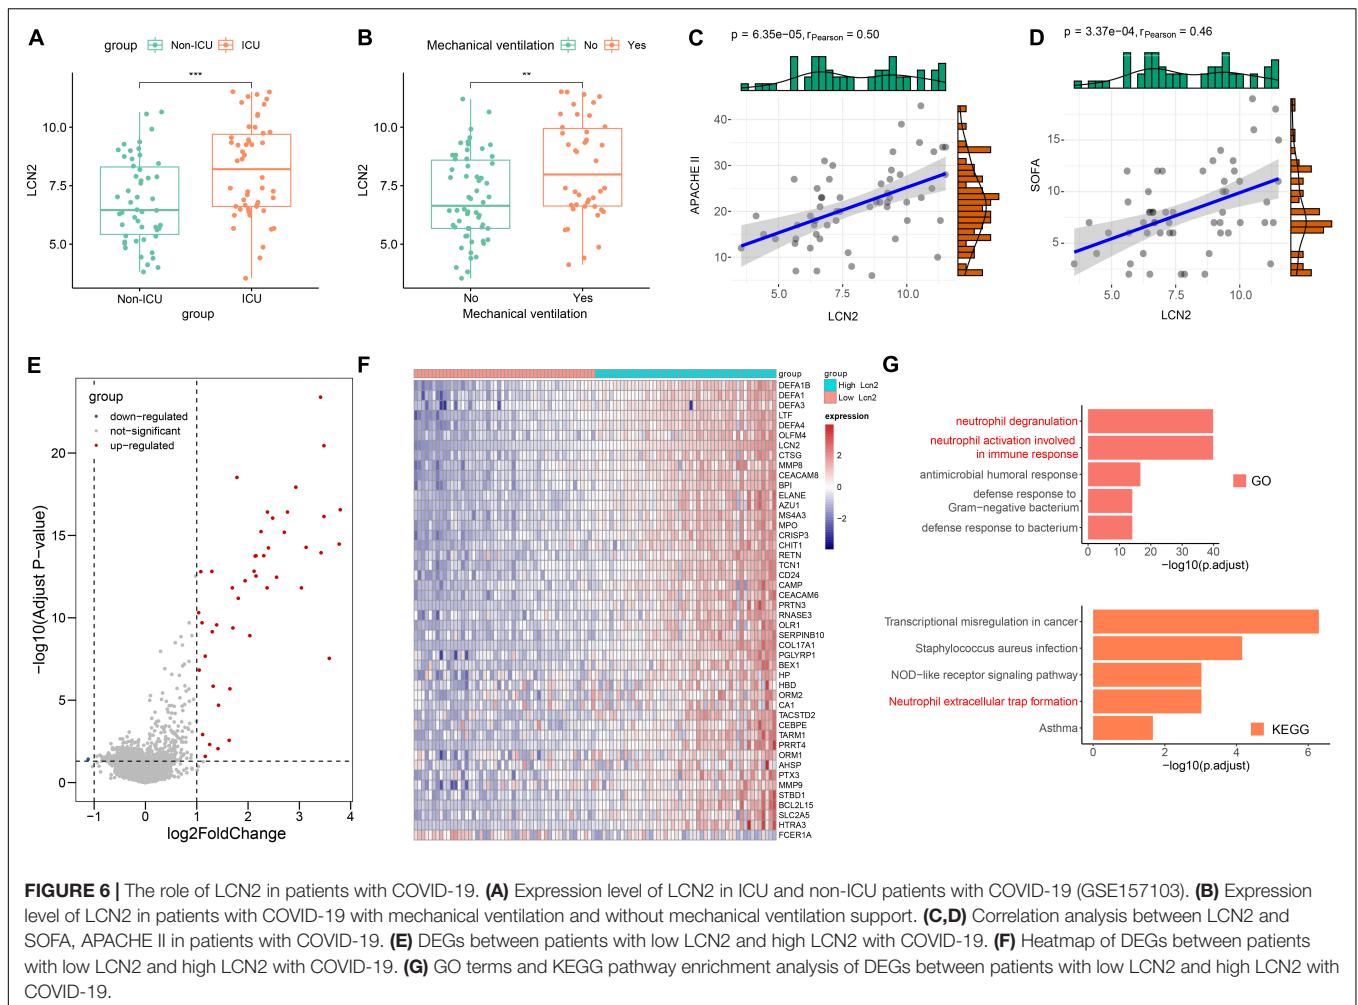 A
group Non-ICU ICU
***
LCN2
10.0
7.5
5.0
Non-ICU ICU
group
B
Mechanical ventilation No Yes
**
LCN2
10.0
7.5
5.0
No Yes
Mechanical ventilation
C
p = 6.35e−05, rPearson = 0.50
APACHE II
40
30
20
10
5.0 7.5 10.0
LCN2
D
p = 3.37e−04, rPearson = 0.46
SOFA
15
10
5
5.0 7.5 10.0
LCN2
E
group
down−regulated
not−significant
up−regulated
−log10(Adjust P−value)
20
15
10
5
0
−1 0 1 2 3 4
log2FoldChange
F
group
DEFA1B
DEFA1
DEFA3
LTF
DEFA4
OLFM4
LCN2
CTSG
MMP8
CEACAM8
BPI
ELANE
AZU1
MS4A3
MPO
CRISP3
CHIT1
RETN
TCN1
CD24
CAMP
CEACAM6
PRTN3
RNASE3
OLR1
SERPINB10
COL17A1
PGLYRP1
BEX1
HP
HBD
ORM2
CA1
TACSTD2
CEBPE
TARM1
PRRT4
ORM1
AHSP
PTX3
MMP9
STBD1
BCL2L15
SLC2A5
HTRA3
FCER1A
group
High Lcn2
Low Lcn2
expression
2
0
−2
G
neutrophil degranulation
neutrophil activation involved
in immune response
antimicrobial humoral response
defense response to
Gram−negative bacterium
defense response to bacterium
0 10 20 30 40
−log10(p.adjust)
GO
Transcriptional misregulation in cancer
Staphylococcus aureus infection
NOD−like receptor signaling pathway
Neutrophil extracellular trap formation
Asthma
0 2 4 6
−log10(p.adjust)
KEGG
FIGURE 6 | The role of LCN2 in patients with COVID-19. (A) Expression level of LCN2 in ICU and non-ICU patients with COVID-19 (GSE157103). (B) Expression
level of LCN2 in patients with COVID-19 with mechanical ventilation and without mechanical ventilation support. (C,D) Correlation analysis between LCN2 and
SOFA, APACHE II in patients with COVID-19. (E) DEGs between patients with low LCN2 and high LCN2 with COVID-19. (F) Heatmap of DEGs between patients
with low LCN2 and high LCN2 with COVID-19. (G) GO terms and KEGG pathway enrichment analysis of DEGs between patients with low LCN2 and high LCN2 with
COVID-19.